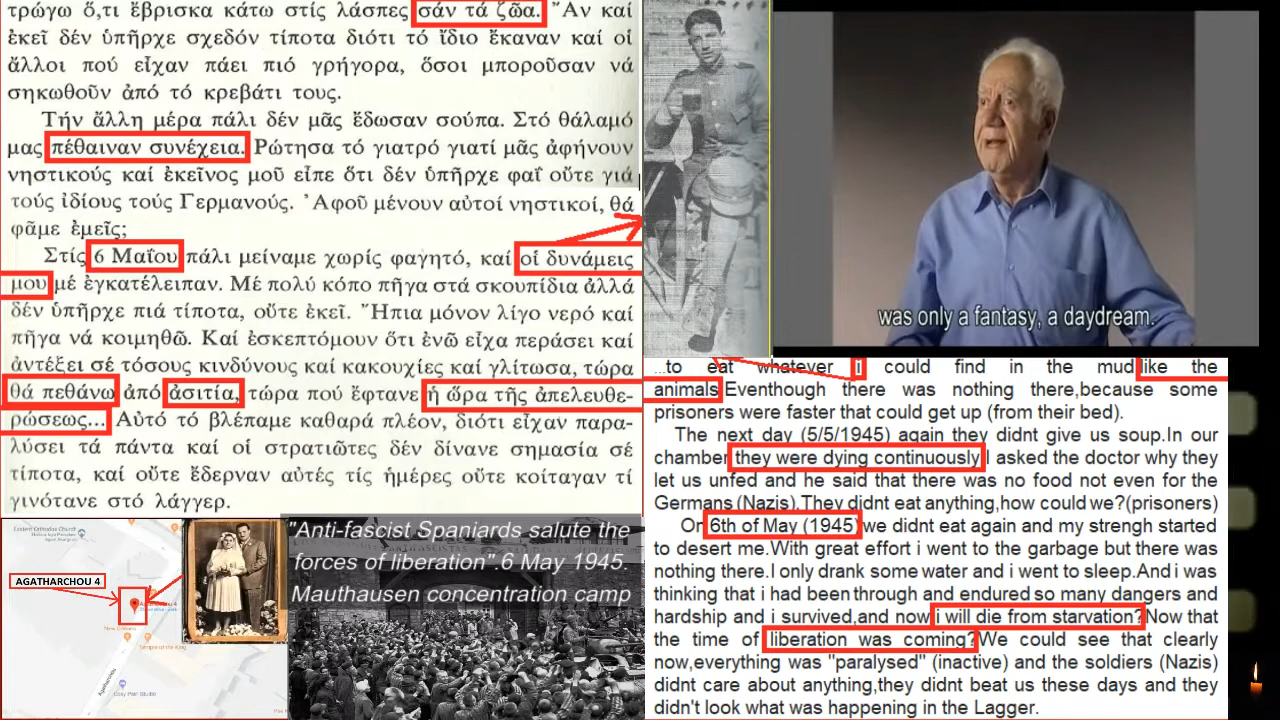 τρώγω ὅ,τι ἔβρισκα κάτω στίς λάσπες σάν τά ζῶα. Ἄν καί
ἐκεῖ δέν ὑπῆρχε σχεδόν τίποτα διότι τό ἴδιο ἔκαναν καί οἱ
ἄλλοι πού εἶχαν πάει πιό γρήγορα, ὅσοι μποροῦσαν νά
σηκωθοῦν ἀπό τό κρεβάτι τους.
Τήν ἄλλη μέρα πάλι δέν μᾶς ἔδωσαν σούπα. Στό θάλαμό
μας πέθαιναν συνέχεια. Ρώτησα τό γιατρό γιατί μᾶς ἀφήνουν
νηστικούς καί ἐκεῖνος μοῦ εἶπε ὅτι δέν ὑπῆρχε φαΐ οὔτε γιά
τούς ἰδίους τούς Γερμανούς. Ἀφοῦ μένουν αὐτοί νηστικοί, θά
φᾶμε ἐμεῖς;
Στίς 6 Μαΐου πάλι μείναμε χωρίς φαγητό, καί οἱ δυνάμεις
μου μέ ἐγκατέλειπαν. Μέ πολύ κόπο πῆγα στά σκουπίδια ἀλλά
δέν ὑπῆρχε πιά τίποτα, οὔτε ἐκεῖ. Ἤπια μόνον λίγο νερό καί
πῆγα νά κοιμηθῶ. Καί ἐσκεπτόμουν ὅτι ἐνῶ εἶχα περάσει καί
ἀντέξει σέ τόσους κινδύνους καί κακουχίες καί γλίτωσα, τώρα
θά πεθάνω ἀπό ἀσιτία, τώρα πού ἔφτανε ἡ ὥρα τῆς ἀπελευθε-
ρώσεως... Αὐτό τό βλέπαμε καθαρά πλέον, διότι εἶχαν παρα-
λύσει τά πάντα καί οἱ στρατιῶτες δέν δίνανε σημασία σέ
τίποτα, καί οὔτε ἔδερναν αὐτές τίς ἡμέρες οὔτε κοίταγαν τί
γινότανε στό λάγγερ.
was only a fantasy, a daydream.
...to eat whatever i could find in the mud like the
animals Eventhough there was nothing there,because some
prisoners were faster that could get up (from their bed).
The next day (5/5/1945) again they didnt give us soup.In our
chamber they were dying continuously I asked the doctor why they
let us unfed and he said that there was no food not even for the
Germans (Nazis).They didnt eat anything,how could we?(prisoners)
On 6th of May (1945) we didnt eat again and my strengh started
to desert me.With great effort i went to the garbage but there was
nothing there.I only drank some water and i went to sleep.And i was
thinking that i had been through and endured so many dangers and
hardship and i survived,and now i will die from starvation?Now that
the time of liberation was coming?We could see that clearly
now,everything was "paralysed" (inactive) and the soldiers (Nazis)
didnt care about anything,they didnt beat us these days and they
didn't look what was happening in the Lagger.
AGATHARCHOU 4
"Anti-fascist Spaniards salute the
forces of liberation".6 May 1945.
Mauthausen concentration camp